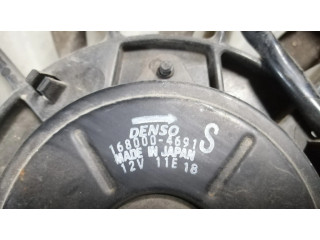 DENSO
168000-4691 S
MADE IN JAPAN
12V 11E 18